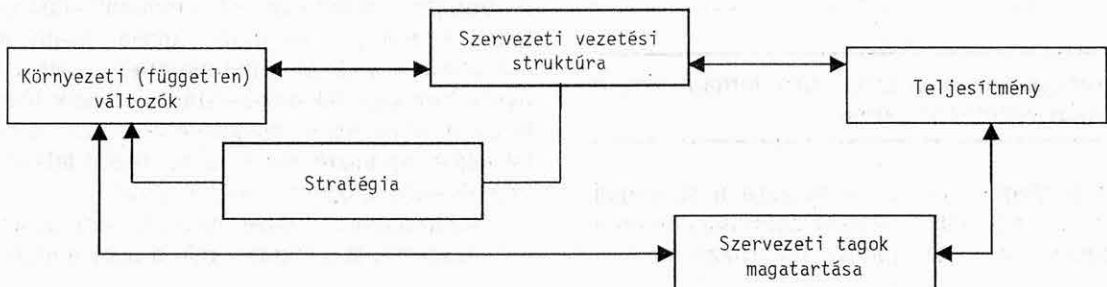 Szervezeti vezetési
struktúra
Környezeti (független)
változók
Teljesítmény
Stratégia
Szervezeti tagok
magatartása